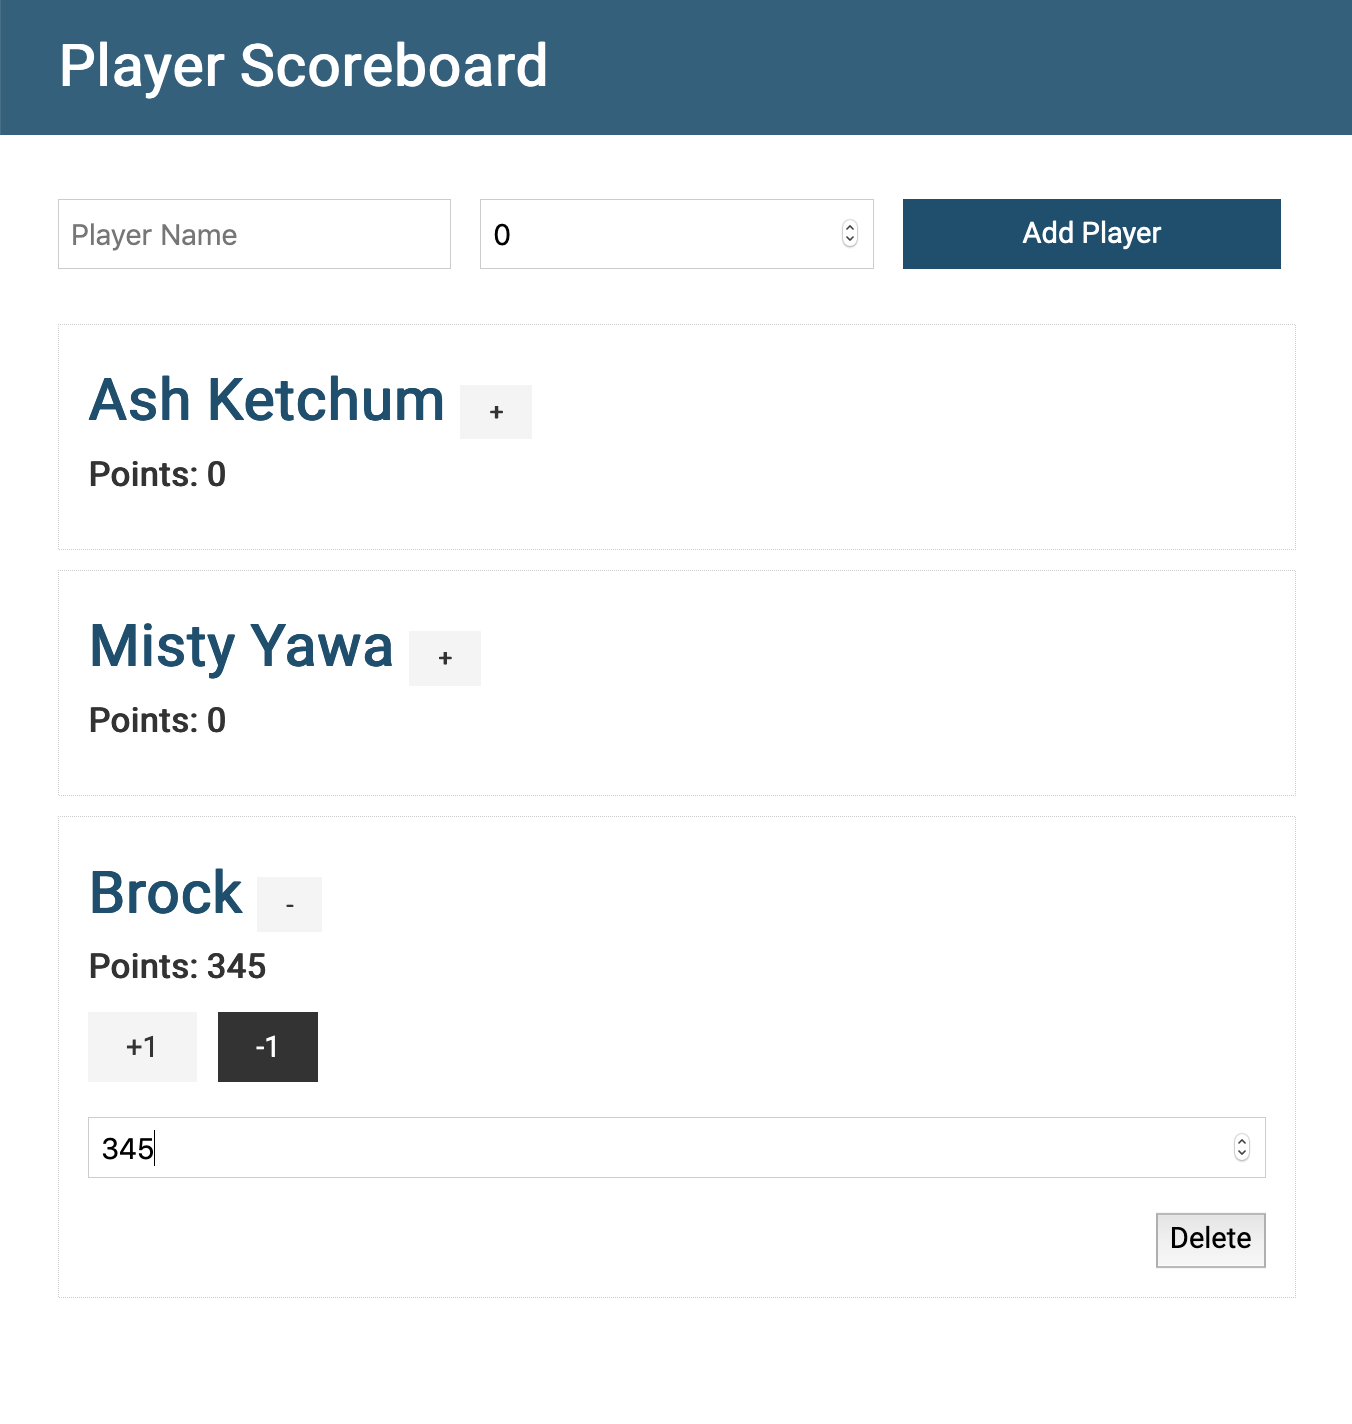 Player Scoreboard
Player Name
0
Add Player
Ash Ketchum +
Points: 0
Misty Yawa +
Points: 0
Brock -
Points: 345
+1 -1
345
Delete